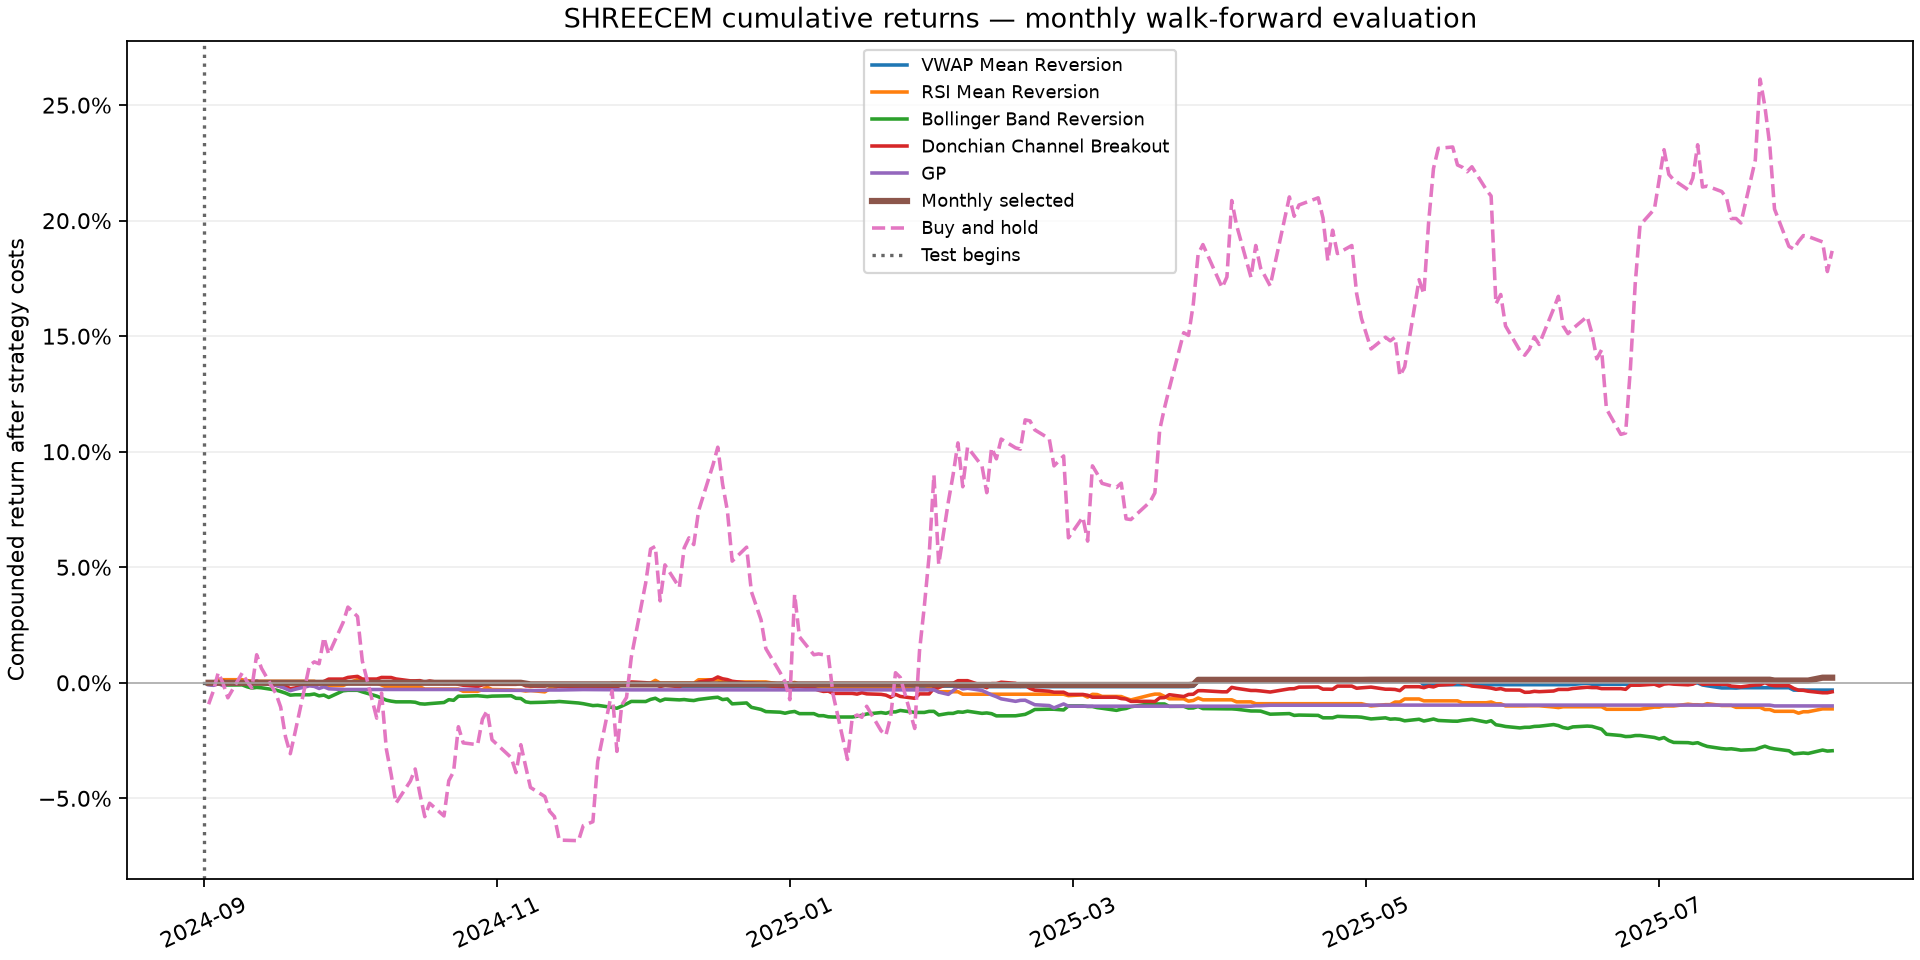 SHREECEM cumulative returns — monthly walk-forward evaluation
Compounded return after strategy costs
25.0%
20.0%
15.0%
10.0%
5.0%
0.0%
−5.0%
VWAP Mean Reversion
RSI Mean Reversion
Bollinger Band Reversion
Donchian Channel Breakout
GP
Monthly selected
Buy and hold
Test begins
2024-09
2024-11
2025-01
2025-03
2025-05
2025-07